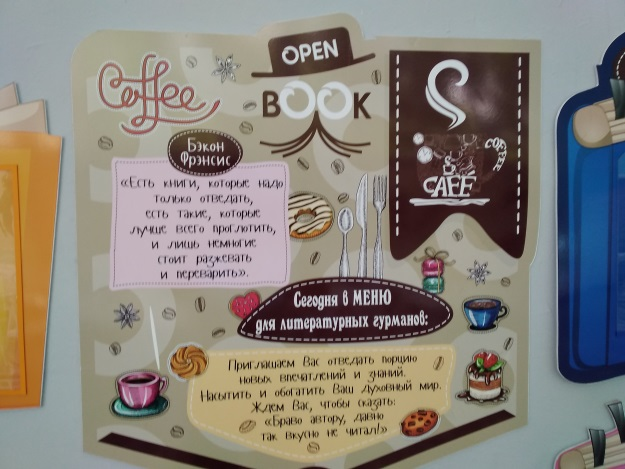 Coffee
OPEN
BOOK
COFFEE
CAFE
Бэкон
Фрэнсис
«Есть книги, которые надо
только отведать,
есть такие, которые
лучше всего проглотить,
и лишь немногие
стоит разжевать
и переварить».
Сегодня в МЕНЮ
для литературных гурманов:
Приглашаем Вас отведать порцию
новых впечатлений и знаний.
Насытить и обогатить Ваш Духовный мир.
Ждем Вас, чтобы сказать:
«Браво автору, давно
так вкусно не читал!»